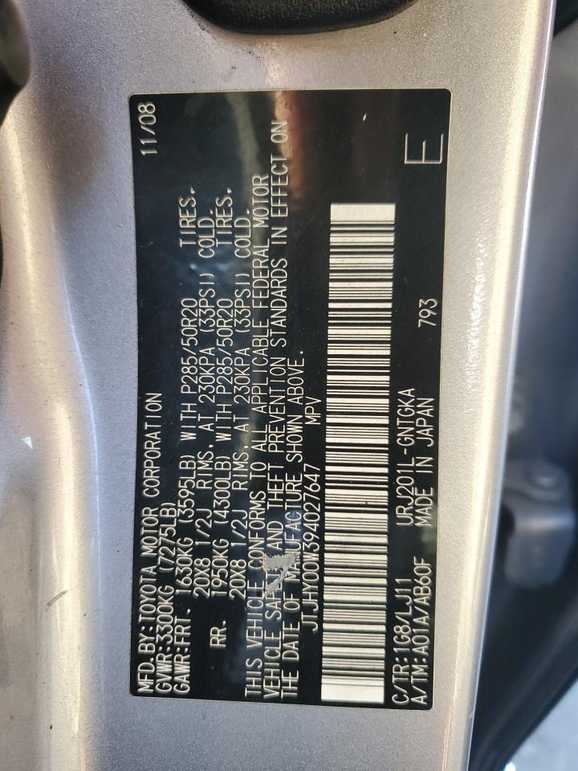 MFD. BY: TOYOTA MOTOR CORPORATION 11/08
GVWR: 3300KG (7275LB)
GAWR: FRT. 1630KG (3595LB) WITH P285/50R20 TIRES,
20X8 1/2J RIMS, AT 230KPA (33PSI) COLD.
RR. 1950KG (4300LB) WITH P285/50R20 TIRES,
20X8 1/2J RIMS, AT 230KPA (33PSI) COLD.
THIS VEHICLE CONFORMS TO ALL APPLICABLE FEDERAL MOTOR
VEHICLE SAFETY AND THEFT PREVENTION STANDARDS IN EFFECT ON
THE DATE OF MANUFACTURE SHOWN ABOVE.
JTJHY00W394027647 MPV
C/TR: 1G8/LJ11 URJ201L-GNTGKA E
A/TM: A01A/AB60F MADE IN JAPAN 793